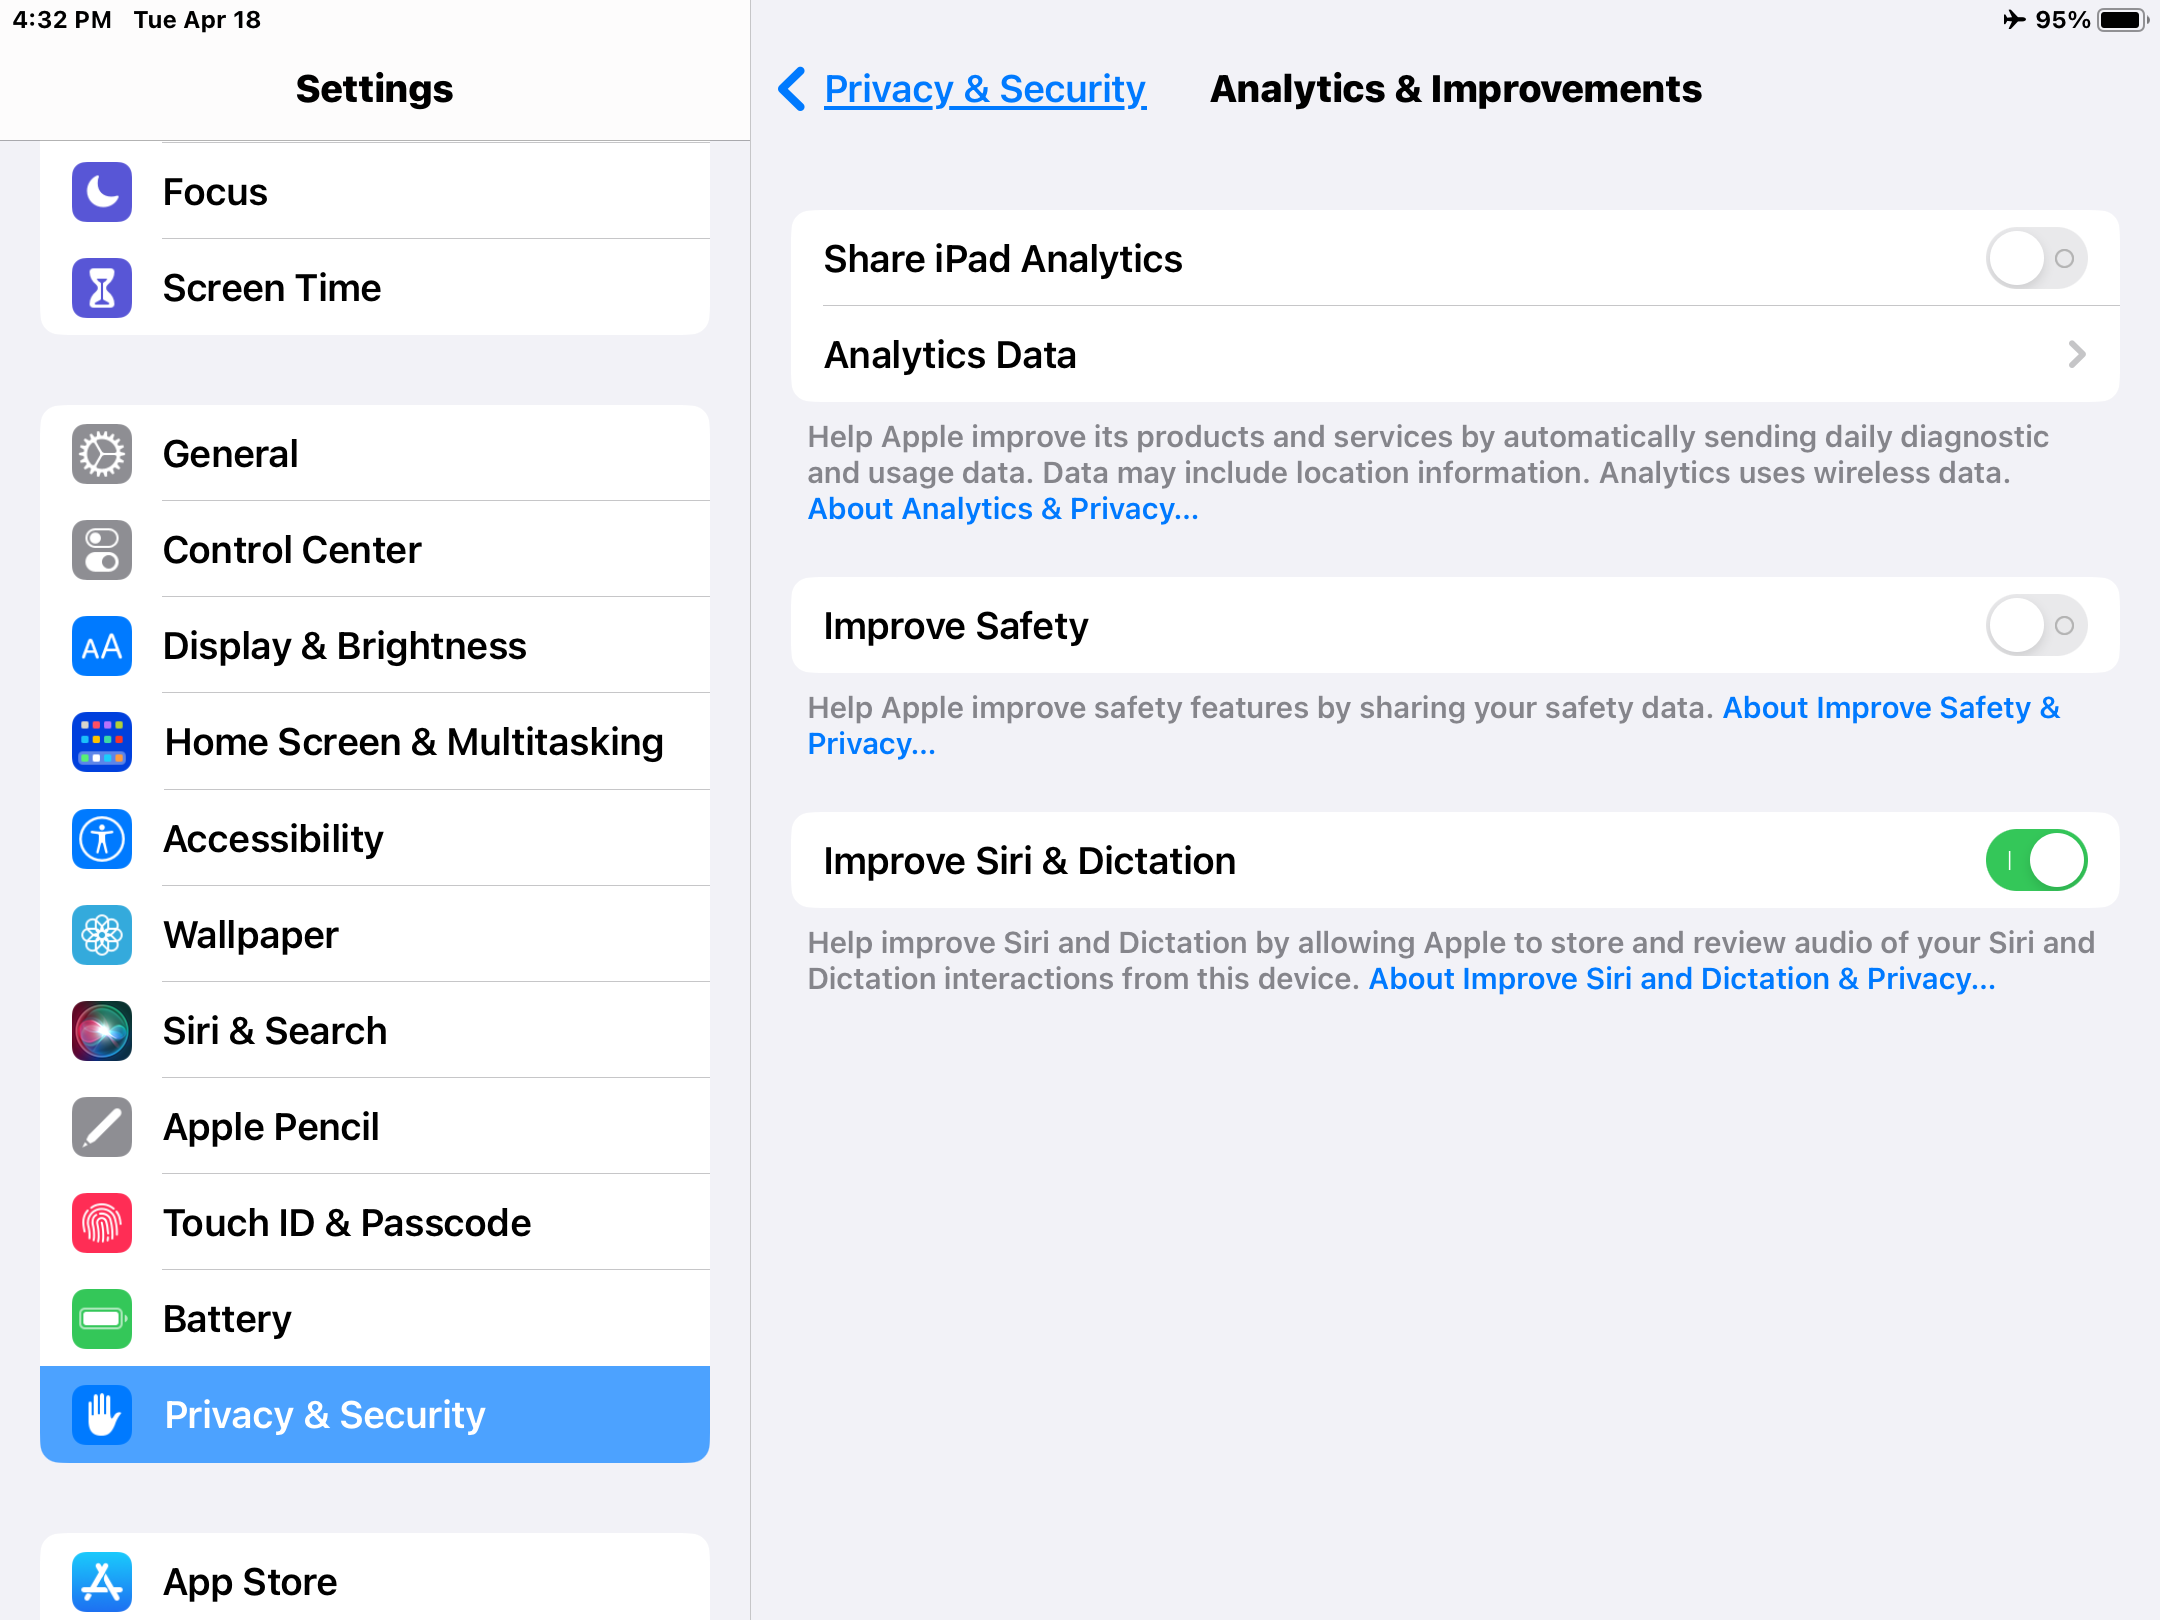 4:32 PM Tue Apr 18
95%
Settings
Focus
Screen Time
General
Control Center
AA Display & Brightness
Home Screen & Multitasking
Accessibility
Wallpaper
Siri & Search
Apple Pencil
Touch ID & Passcode
Battery
Privacy & Security
App Store
Privacy & Security
Analytics & Improvements
Share iPad Analytics
Analytics Data
Help Apple improve its products and services by automatically sending daily diagnostic
and usage data. Data may include location information. Analytics uses wireless data.
About Analytics & Privacy...
Improve Safety
Help Apple improve safety features by sharing your safety data. About Improve Safety &
Privacy...
Improve Siri & Dictation
Help improve Siri and Dictation by allowing Apple to store and review audio of your Siri and
Dictation interactions from this device. About Improve Siri and Dictation & Privacy...